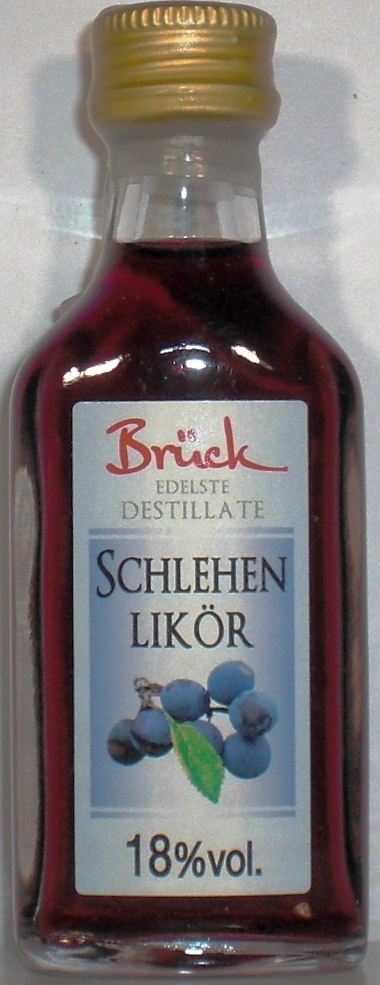 Brück
EDELSTE
DESTILLATE
SCHLEHEN
LIKÖR
18%vol.